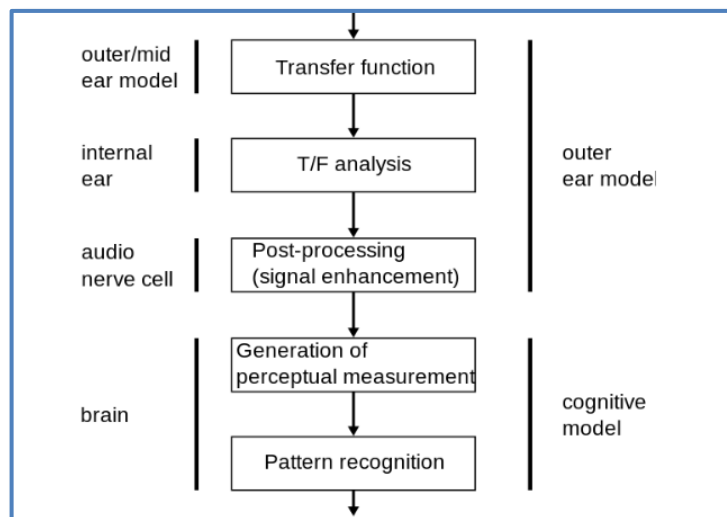 outer/mid
ear model
Transfer function
internal
ear
T/F analysis
outer
ear model
audio
nerve cell
Post-processing
(signal enhancement)
Generation of
perceptual measurement
brain
cognitive
model
Pattern recognition